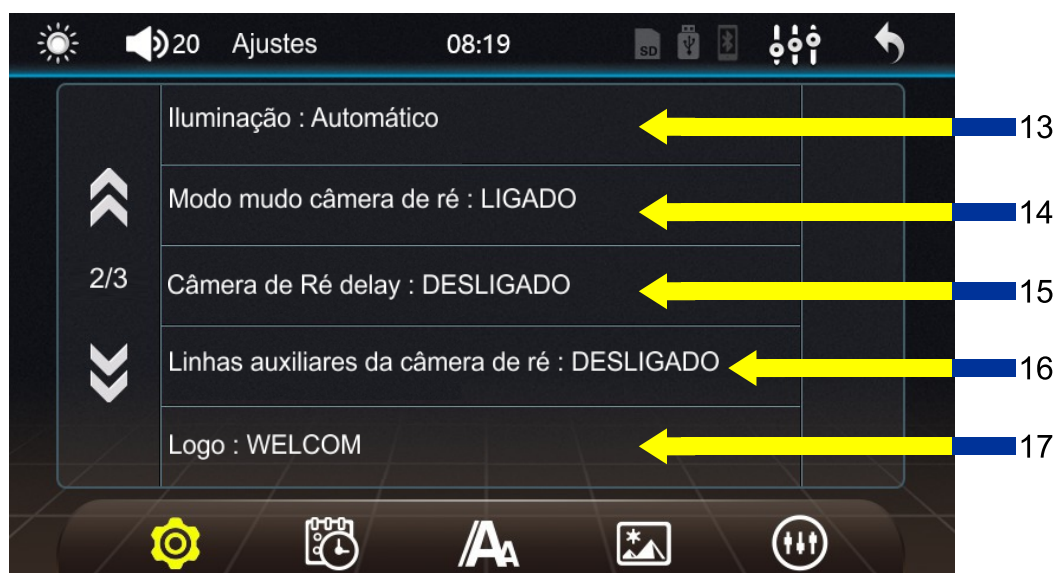 20 Ajustes 08:19 SD
Iluminação : Automático
13
Modo mudo câmera de ré : LIGADO
14
2/3
Câmera de Ré delay : DESLIGADO
15
Linhas auxiliares da câmera de ré : DESLIGADO
16
Logo : WELCOM
17
AA